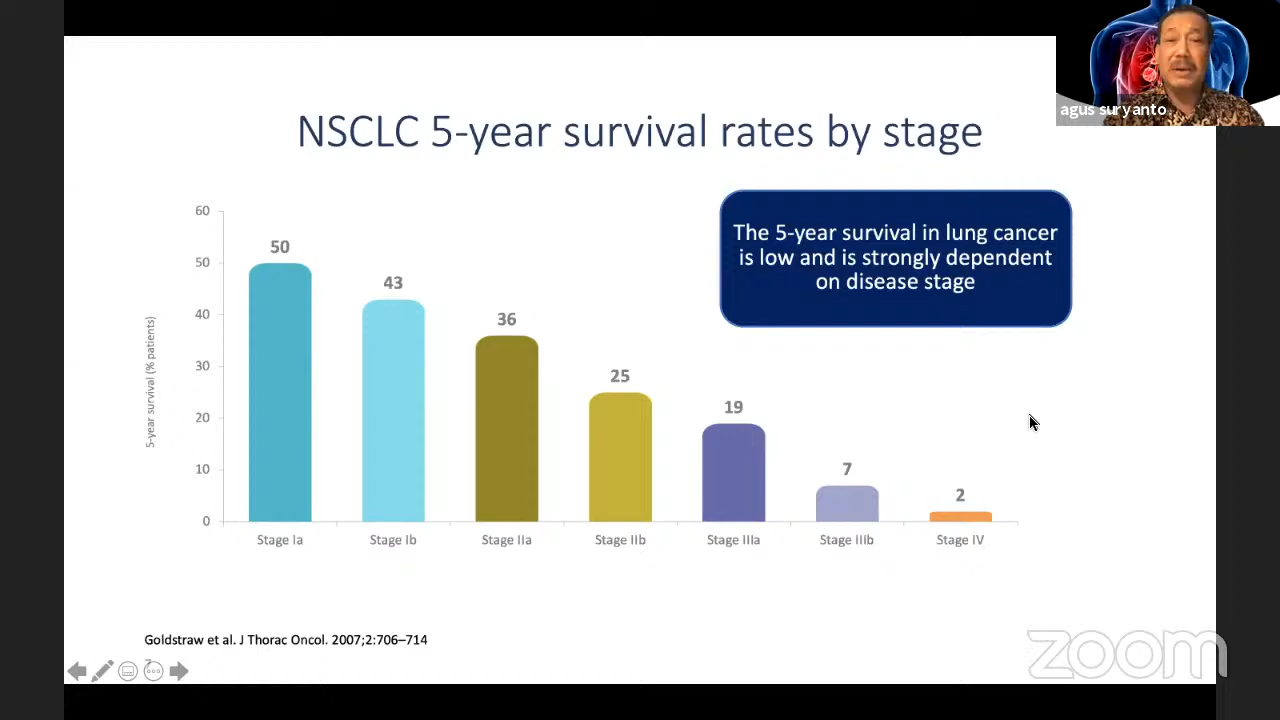 agus suryanto
NSCLC 5-year survival rates by stage
The 5-year survival in lung cancer
is low and is strongly dependent
on disease stage
5-year survival (% patients)
60
50
40
30
20
10
0
50
43
36
25
19
7
2
Stage Ia
Stage Ib
Stage IIa
Stage IIb
Stage IIIa
Stage IIIb
Stage IV
Goldstraw et al. J Thorac Oncol. 2007;2:706–714
zoom